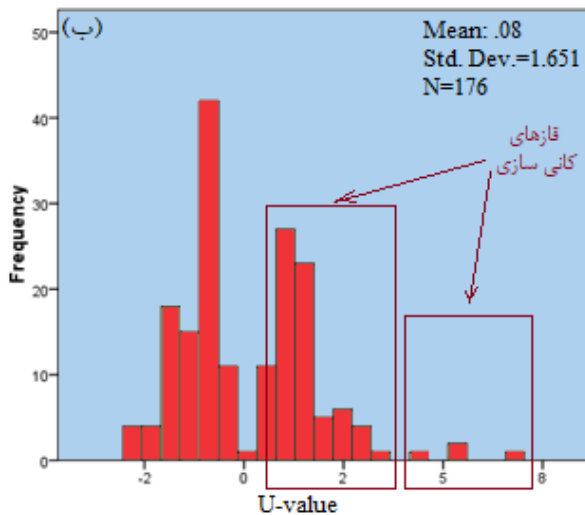 (ب)
Mean: .08
Std. Dev.=1.651
N=176
فازهای
کانی سازی
Frequency
50
40
30
20
10
0
-2 0 2 5 8
U-value